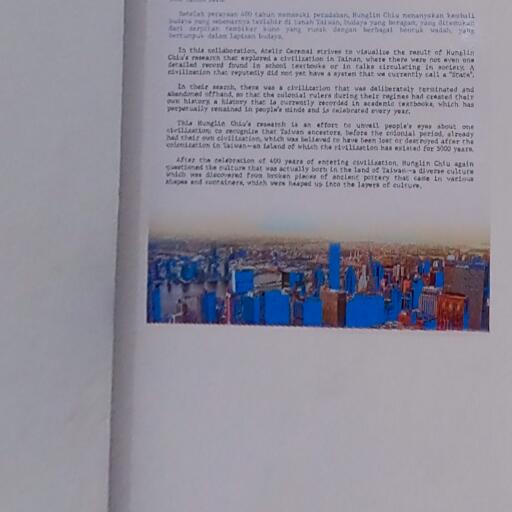 Setelah perayaan 400 tahun memasuki peradaban, Hunglin Chiu menanyakan kembali
budaya yang sebenarnya terlahir di tanah Taiwan, budaya yang beragam, yang ditemukan
dari serpihan tembikar kuno yang rusak dengan berbagai bentuk wadah, yang
bertumpuk dalam lapisan budaya.
In this collaboration, Atelir Ceremai strives to visualize the result of Hunglin
Chiu's research that explored a civilization in Tainan, where there were not even one
detailed record found in school textbooks or in talks circulating in society. A
civilization that reputedly did not yet have a system that we currently call a "State".
In their search, there was a civilization that was deliberately terminated and
abandoned offhand, so that the colonial rulers during their regimes had created their
own history, a history that is currently recorded in academic textbooks, which has
perpetually remained in people's minds and is celebrated every year.
This Hunglin Chiu's research is an effort to unveil people's eyes about one
civilization; to recognize that Taiwan ancestors, before the colonial period, already
had their own civilization, which was believed to have been lost or destroyed after the
colonization in Taiwan—an island of which the civilization has existed for 5000 years.
After the celebration of 400 years of entering civilization, Hunglin Chiu again
questioned the culture that was actually born in the land of Taiwan—a diverse culture
which was discovered from broken pieces of ancient pottery that came in various
shapes and containers, which were heaped up into the layers of culture.